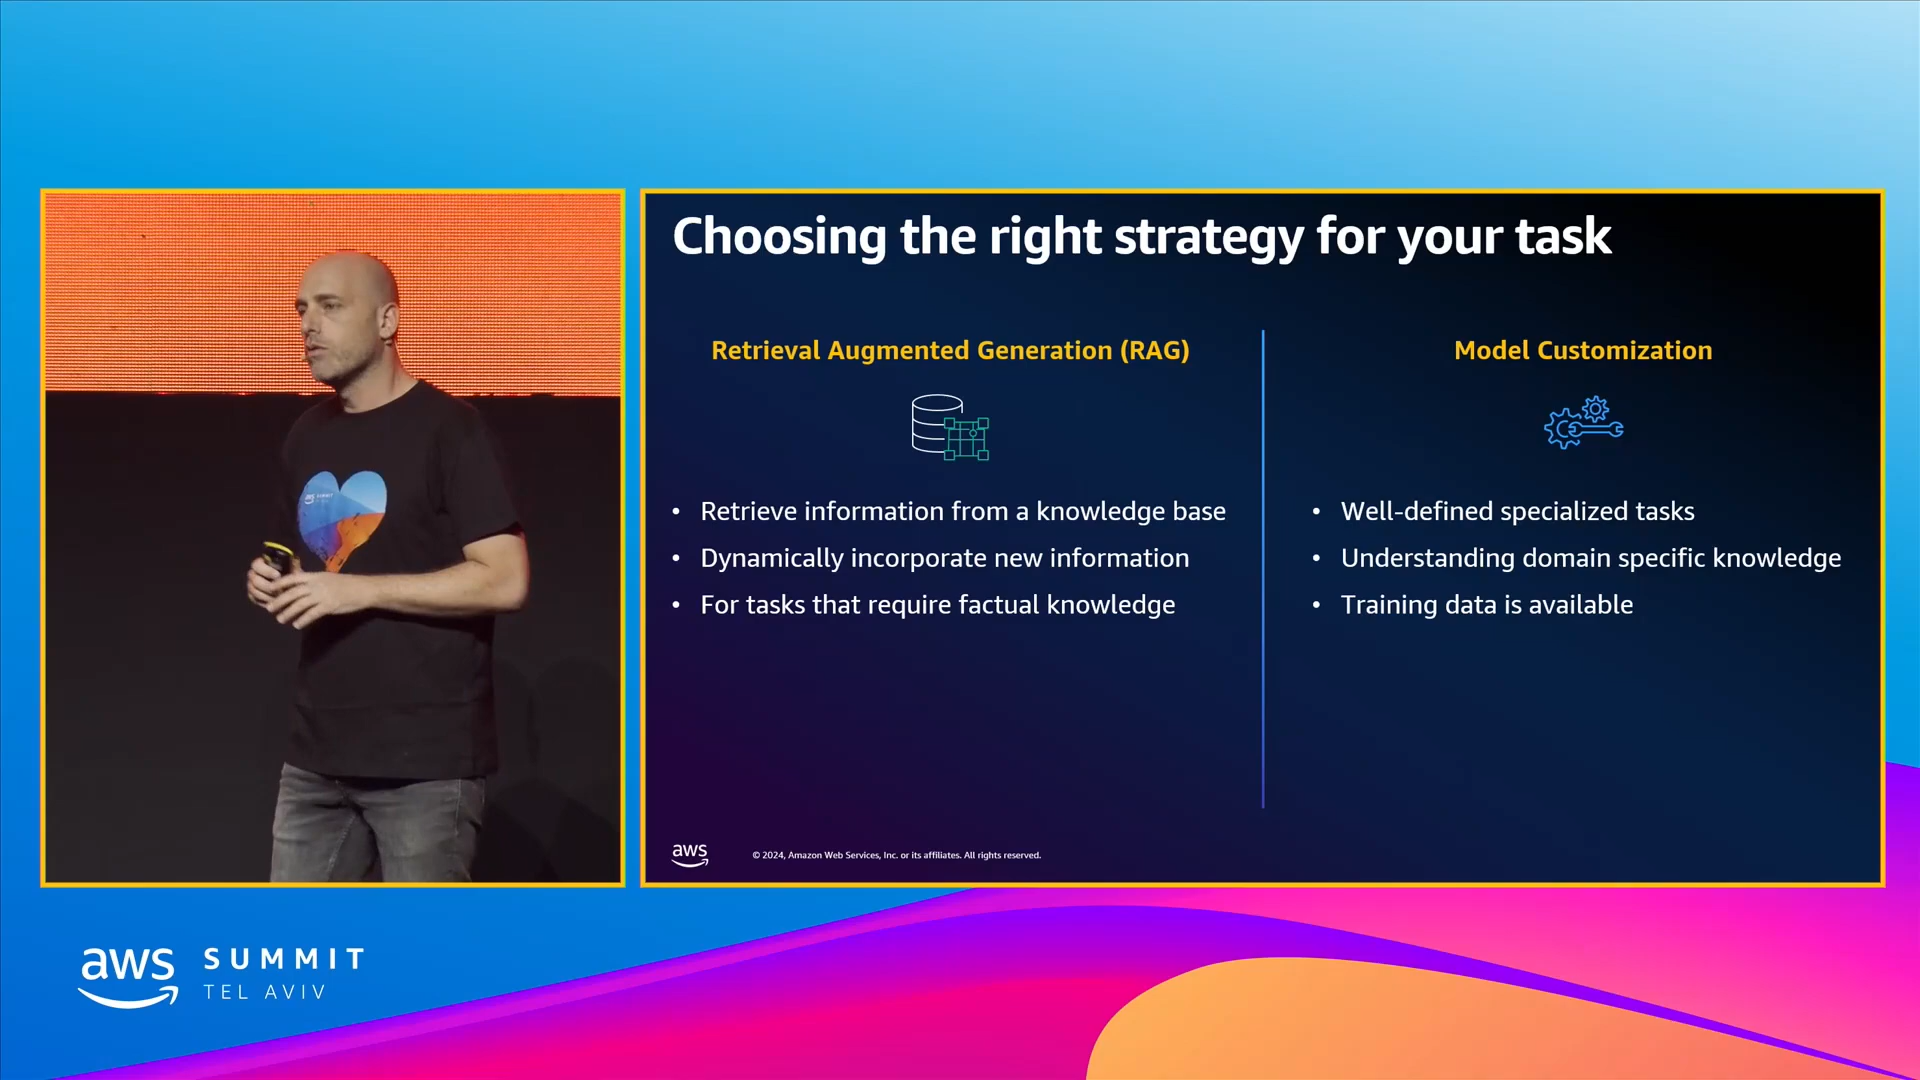 Choosing the right strategy for your task
Retrieval Augmented Generation (RAG)
• Retrieve information from a knowledge base
• Dynamically incorporate new information
• For tasks that require factual knowledge
Model Customization
• Well-defined specialized tasks
• Understanding domain specific knowledge
• Training data is available
aws
© 2024, Amazon Web Services, Inc. or its affiliates. All rights reserved.
aws SUMMIT
TEL AVIV
aws SUMMIT